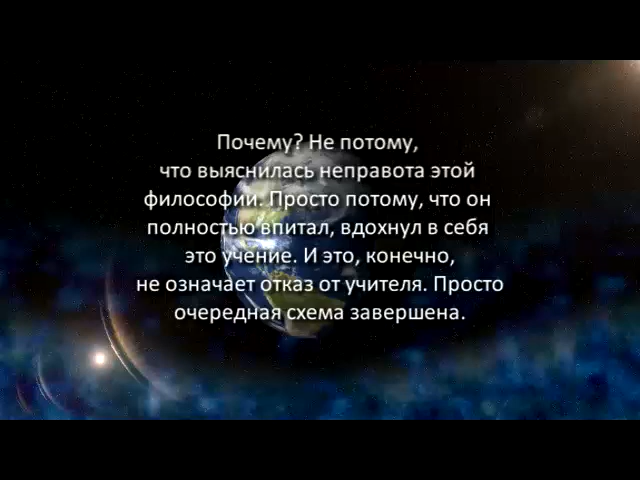 Почему? Не потому,
что выяснилась неправота этой
философии. Просто потому, что он
полностью впитал, вдохнул в себя
это учение. И это, конечно,
не означает отказ от учителя. Просто
очередная схема завершена.